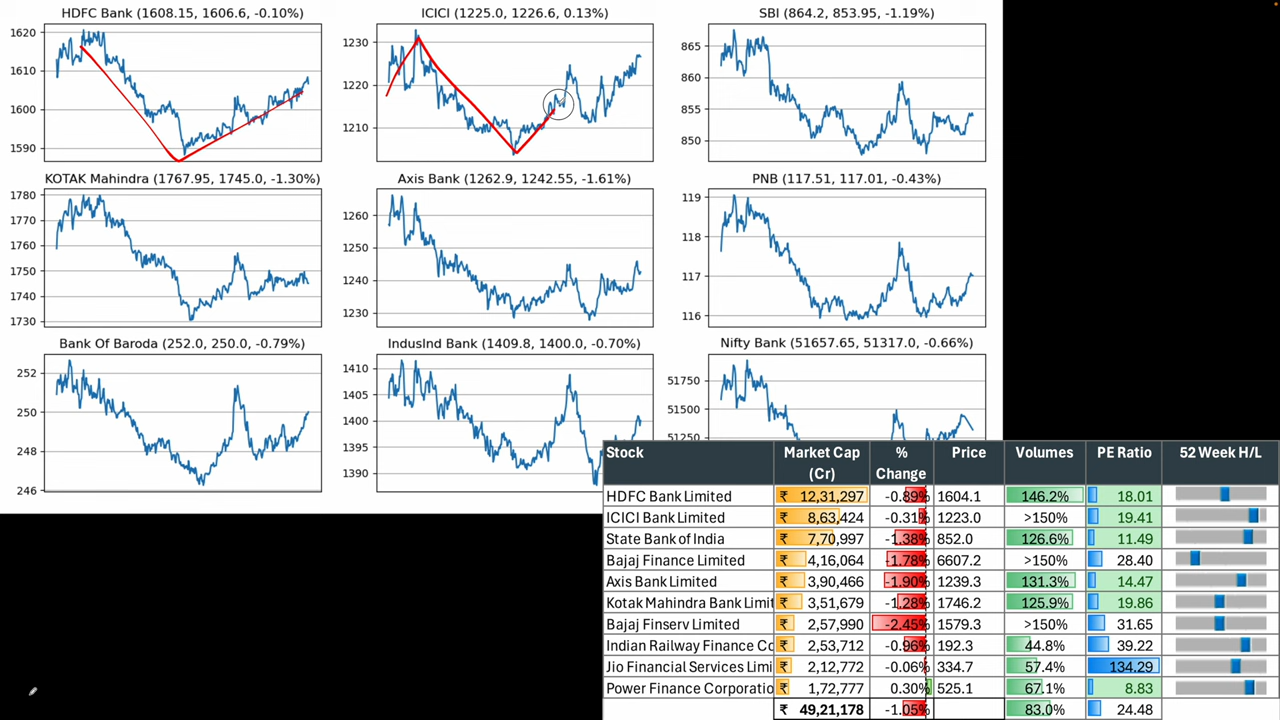 HDFC Bank (1608.15, 1606.6, -0.10%)
1620
1610
1600
1590
ICICI (1225.0, 1226.6, 0.13%)
1230
1220
1210
SBI (864.2, 853.95, -1.19%)
865
860
855
850
KOTAK Mahindra (1767.95, 1745.0, -1.30%)
1780
1770
1760
1750
1740
1730
Axis Bank (1262.9, 1242.55, -1.61%)
1260
1250
1240
1230
PNB (117.51, 117.01, -0.43%)
119
118
117
116
Bank Of Baroda (252.0, 250.0, -0.79%)
252
250
248
246
IndusInd Bank (1409.8, 1400.0, -0.70%)
1410
1405
1400
1395
1390
Nifty Bank (51657.65, 51317.0, -0.66%)
51750
51500
51250
Stock Market Cap (Cr) % Change Price Volumes PE Ratio 52 Week H/L
HDFC Bank Limited ₹ 12,31,297 -0.89% 1604.1 146.2% 18.01
ICICI Bank Limited ₹ 8,63,424 -0.31% 1223.0 >150% 19.41
State Bank of India ₹ 7,70,997 -1.38% 852.0 126.6% 11.49
Bajaj Finance Limited ₹ 4,16,064 -1.78% 6607.2 >150% 28.40
Axis Bank Limited ₹ 3,90,466 -1.90% 1239.3 131.3% 14.47
Kotak Mahindra Bank Limit ₹ 3,51,679 -1.28% 1746.2 125.9% 19.86
Bajaj Finserv Limited ₹ 2,57,990 -2.45% 1579.3 >150% 31.65
Indian Railway Finance Co ₹ 2,53,712 -0.96% 192.3 44.8% 39.22
Jio Financial Services Limi ₹ 2,12,772 -0.06% 334.7 57.4% 134.29
Power Finance Corporatio ₹ 1,72,777 0.30% 525.1 67.1% 8.83
₹ 49,21,178 -1.05% 83.0% 24.48